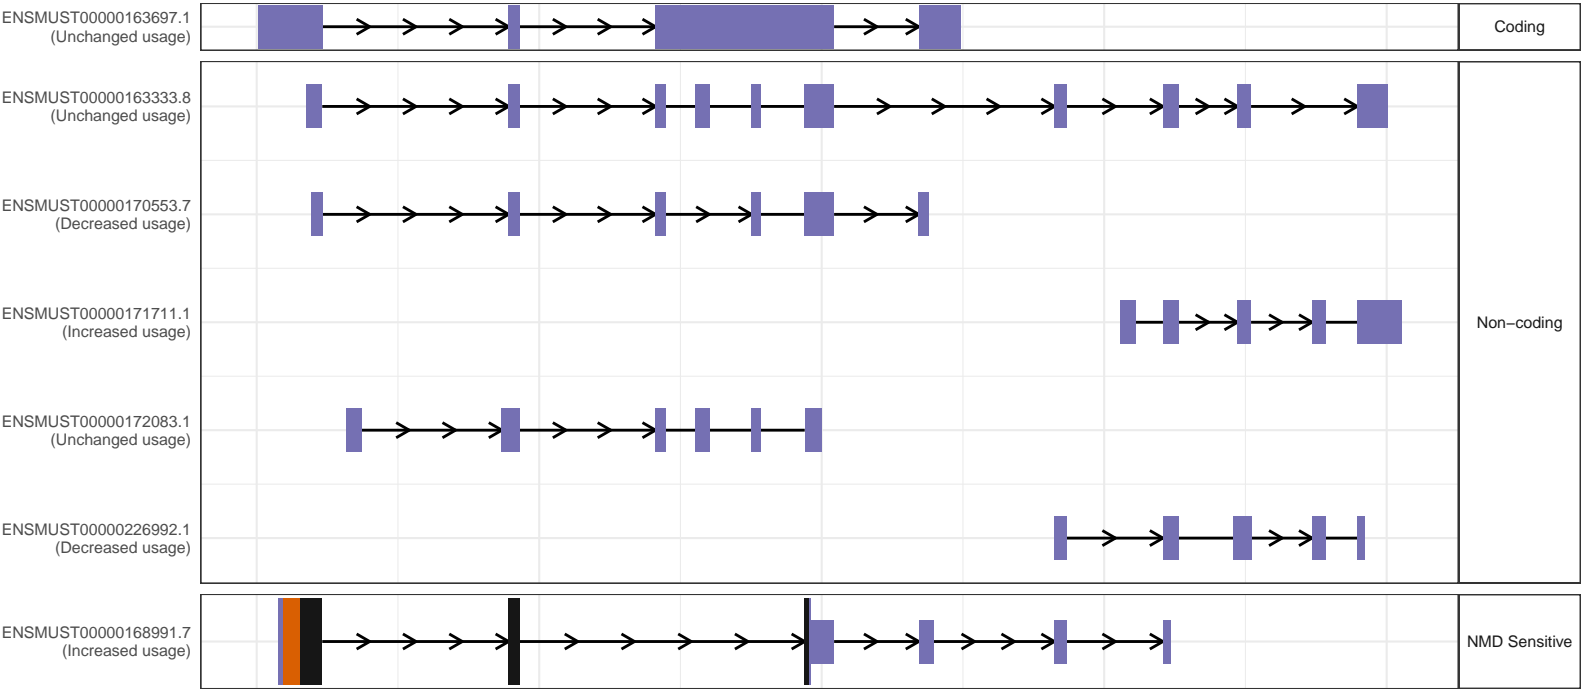 ENSMUST00000163697.1
(Unchanged usage)
Coding
ENSMUST00000163333.8
(Unchanged usage)
ENSMUST00000170553.7
(Decreased usage)
ENSMUST00000171711.1
(Increased usage)
Non−coding
ENSMUST00000172083.1
(Unchanged usage)
ENSMUST00000226992.1
(Decreased usage)
ENSMUST00000168991.7
(Increased usage)
NMD Sensitive